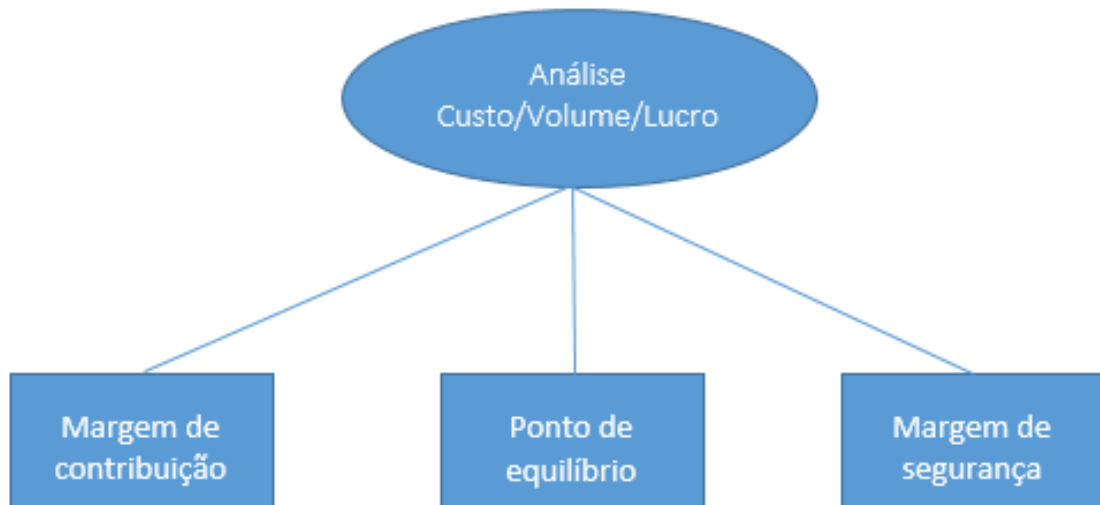 Análise
Custo/Volume/Lucro
Margem de
contribuição
Ponto de
equilíbrio
Margem de
segurança